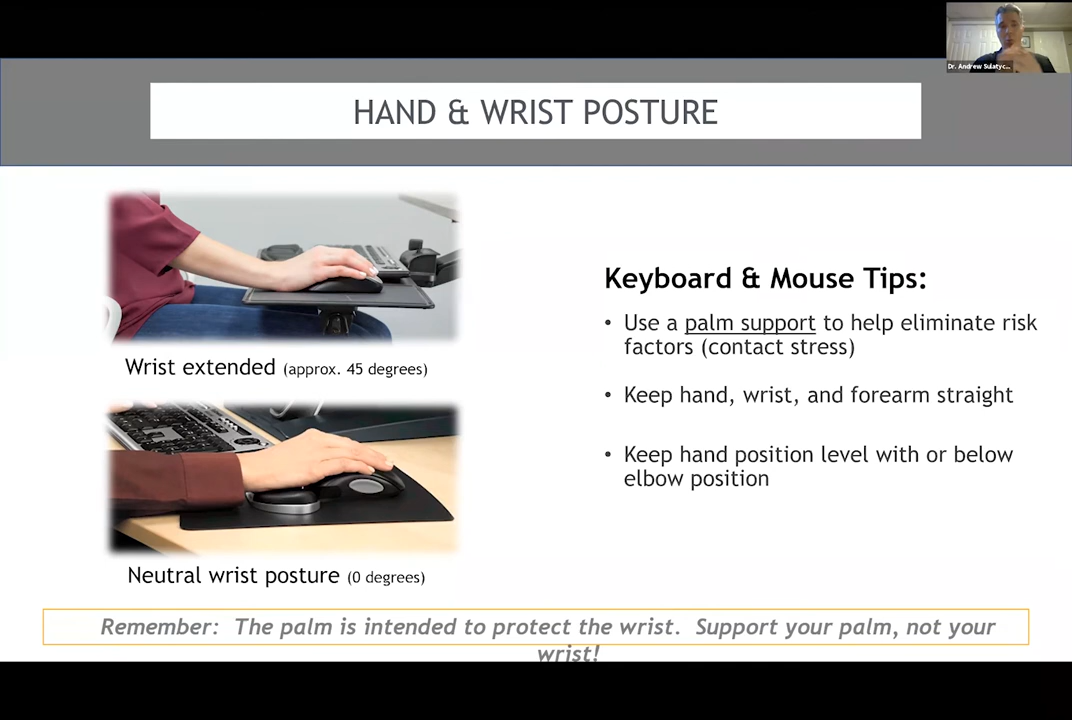 Dr. Andrew Sulatyc...
HAND & WRIST POSTURE
Wrist extended (approx. 45 degrees)
Neutral wrist posture (0 degrees)
Keyboard & Mouse Tips:
• Use a palm support to help eliminate risk
factors (contact stress)
• Keep hand, wrist, and forearm straight
• Keep hand position level with or below
elbow position
Remember: The palm is intended to protect the wrist. Support your palm, not your
wrist!